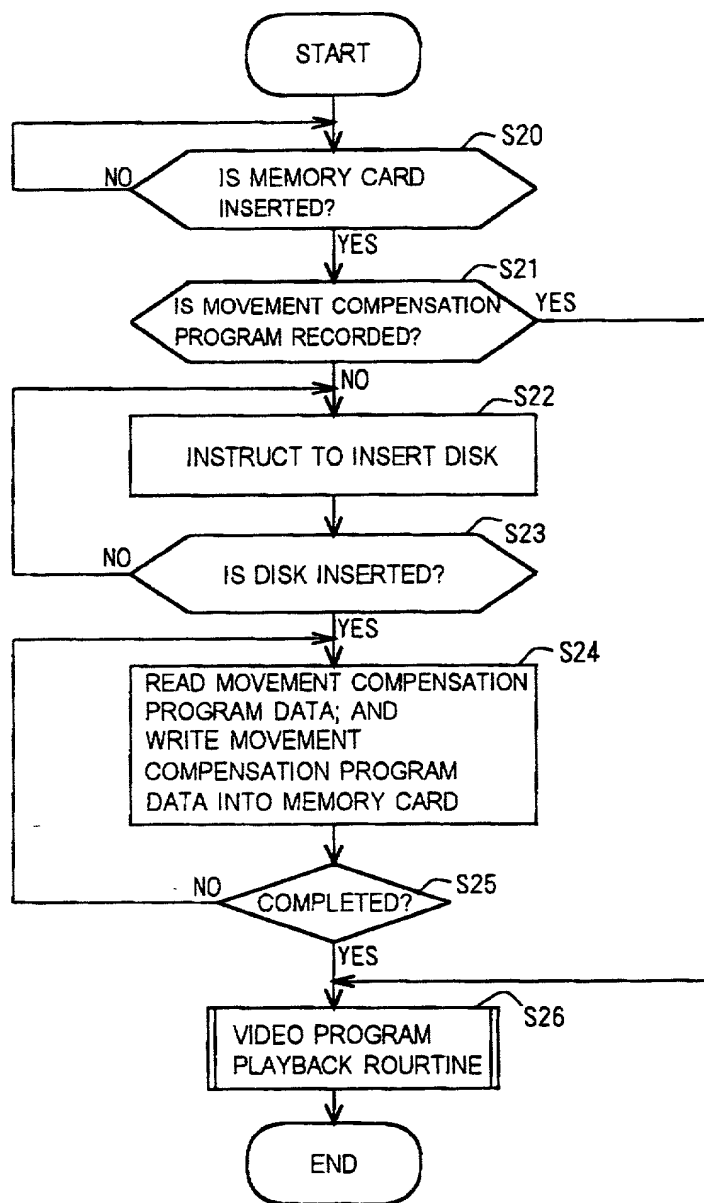 START
S20
NO
IS MEMORY CARD
INSERTED?
YES
S21
IS MOVEMENT COMPENSATION
PROGRAM RECORDED?
YES
NO
S22
INSTRUCT TO INSERT DISK
S23
NO
IS DISK INSERTED?
YES
S24
READ MOVEMENT COMPENSATION
PROGRAM DATA; AND
WRITE MOVEMENT
COMPENSATION PROGRAM
DATA INTO MEMORY CARD
NO
S25
COMPLETED?
YES
S26
VIDEO PROGRAM
PLAYBACK ROURTINE
END